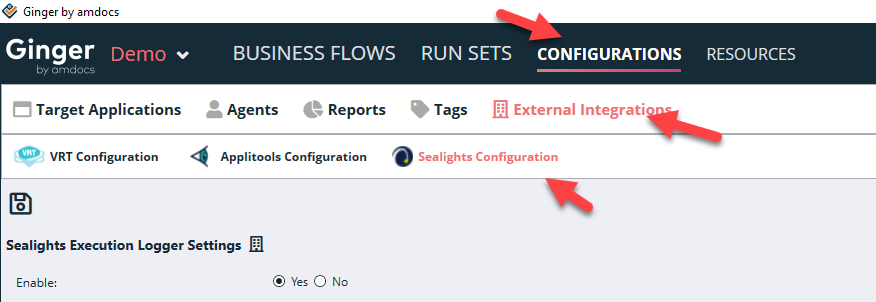 Ginger by amdocs
Ginger Demo BUSINESS FLOWS RUN SETS CONFIGURATIONS RESOURCES
by amdocs
Target Applications Agents Reports Tags External Integrations
VRT VRT Configuration Applitools Configuration Sealights Configuration
Sealights Execution Logger Settings
Enable: Yes No